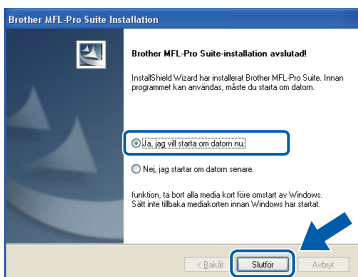 Brother MFL-Pro Suite Installation
Brother MFL-Pro Suite-installation avslutad!
InstallShield Wizard har installerat Brother MFL-Pro Suite. Innan
programmet kan användas, måste du starta om datorn.
Ja, jag vill starta om datorn nu.
Nej, jag startar om datorn senare.
funktion, ta bort alla media kort före omstart av Windows.
Sätt inte tillbaka mediakorten innan Windows har startat.
< Bakåt
Slutför
Avbryt